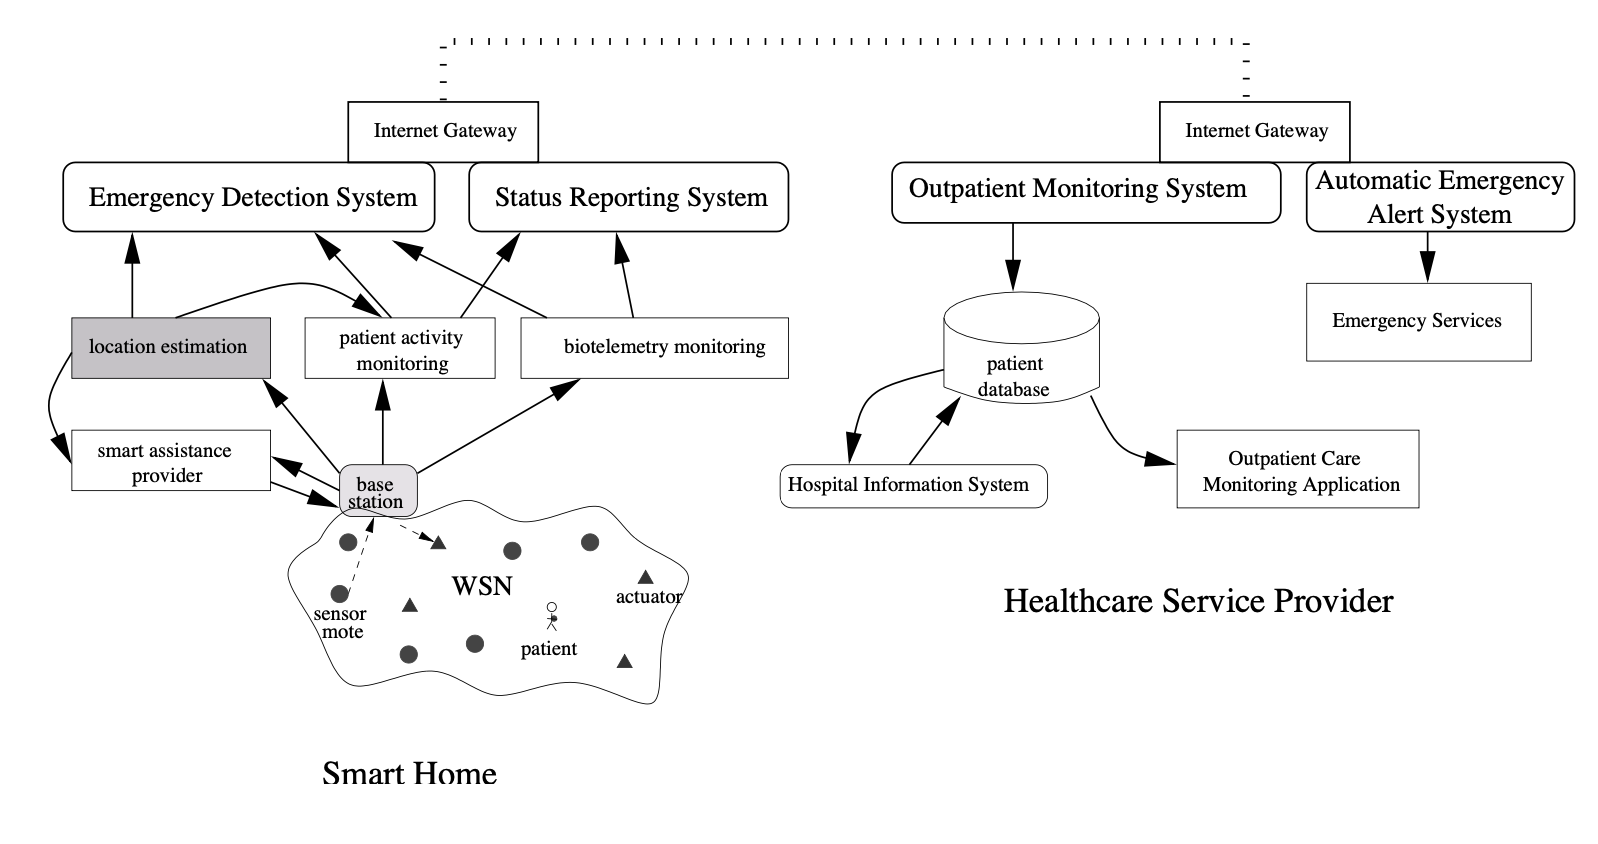 Internet Gateway
Internet Gateway
Emergency Detection System
Status Reporting System
Outpatient Monitoring System
Automatic Emergency
Alert System
location estimation
patient activity
monitoring
biotelemetry monitoring
patient
database
Emergency Services
smart assistance
provider
base
station
Hospital Information System
Outpatient Care
Monitoring Application
WSN
sensor
mote
actuator
patient
Healthcare Service Provider
Smart Home